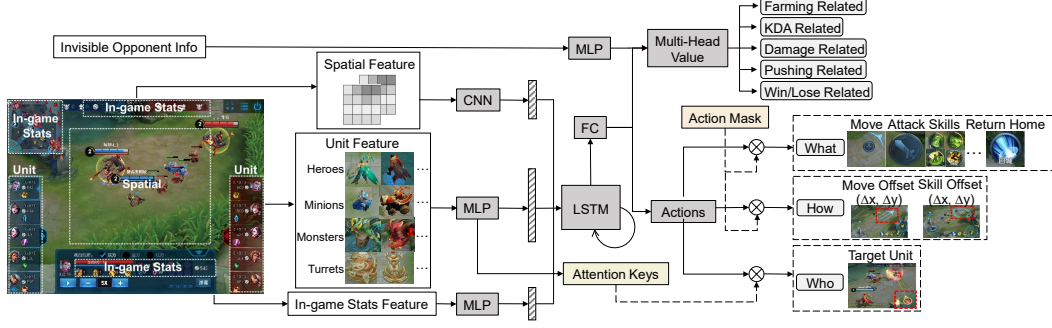 Invisible Opponent Info
MLP
Multi-Head
Value
Farming Related
KDA Related
Damage Related
Pushing Related
Win/Lose Related
Spatial Feature
CNN
In-game Stats
In-game
Stats
Unit
Spatial
Unit
In-game Stats
5X
Unit Feature
Heroes
Minions
Monsters
Turrets
...
...
...
...
MLP
In-game Stats Feature
MLP
FC
LSTM
Attention Keys
Actions
Action Mask
What
Move Attack Skills Return Home
...
How
Move Offset Skill Offset
(Δx, Δy) (Δx, Δy)
Who
Target Unit